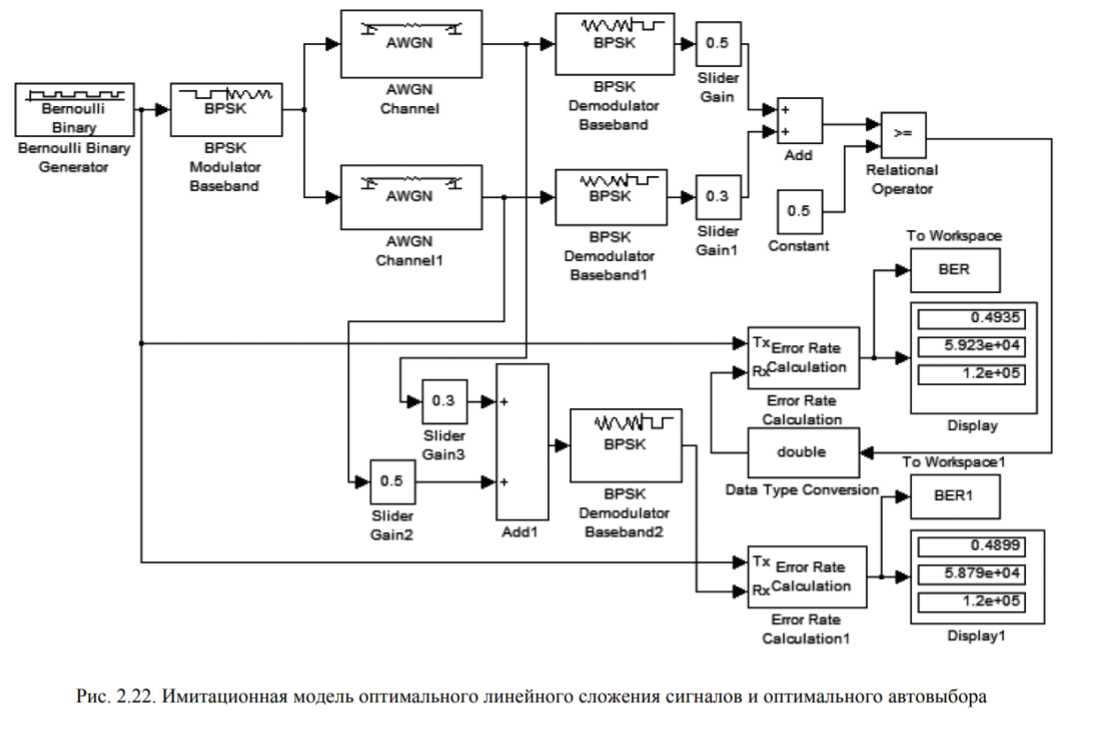 AWGN
AWGN
Channel
BPSK
BPSK
Demodulator
Baseband
0.5
Slider
Gain
Bernoulli
Binary
Bernoulli Binary
Generator
BPSK
BPSK
Modulator
Baseband
+
+
Add
>=
Relational
Operator
AWGN
AWGN
Channel1
BPSK
BPSK
Demodulator
Baseband1
0.3
Slider
Gain1
0.5
Constant
To Workspace
BER
Tx
Rx
Error Rate
Calculation
Error Rate
Calculation
0.4935
5.923e+04
1.2e+05
Display
0.3
Slider
Gain3
0.5
Slider
Gain2
+
+
Add1
BPSK
BPSK
Demodulator
Baseband2
double
Data Type Conversion
To Workspace1
BER1
Tx
Rx
Error Rate
Calculation
Error Rate
Calculation1
0.4899
5.879e+04
1.2e+05
Display1
Рис. 2.22. Имитационная модель оптимального линейного сложения сигналов и оптимального автовыбора